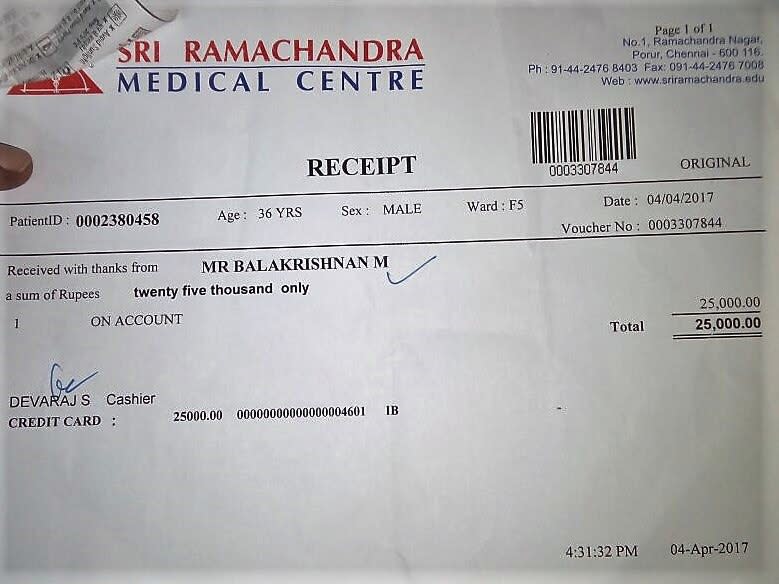 Page 1 of 1
SRI RAMACHANDRA
MEDICAL CENTRE
No.1, Ramachandra Nagar,
Porur, Chennai - 600 116.
Ph : 91-44-2476 8403 Fax: 091-44-2476 7008
Web : www.sriramachandra.edu
RECEIPT
0003307844
ORIGINAL
PatientID : 0002380458 Age : 36 YRS Sex : MALE Ward : F5 Date : 04/04/2017
Voucher No : 0003307844
Received with thanks from MR BALAKRISHNAN M
a sum of Rupees twenty five thousand only
1 ON ACCOUNT 25,000.00
Total 25,000.00
DEVARAJ S Cashier
CREDIT CARD : 25000.00 00000000000000004601 IB
4:31:32 PM 04-Apr-2017